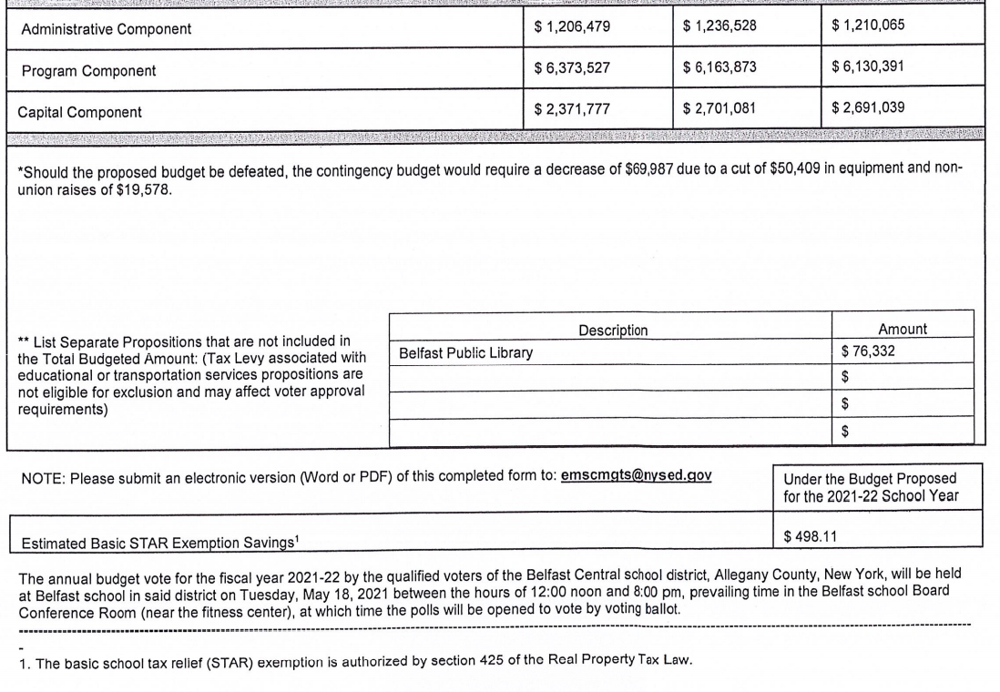 Administrative Component $ 1,206,479 $ 1,236,528 $ 1,210,065
Program Component $ 6,373,527 $ 6,163,873 $ 6,130,391
Capital Component $ 2,371,777 $ 2,701,081 $ 2,691,039
*Should the proposed budget be defeated, the contingency budget would require a decrease of $69,987 due to a cut of $50,409 in equipment and non-
union raises of $19,578.
** List Separate Propositions that are not included in
the Total Budgeted Amount: (Tax Levy associated with
educational or transportation services propositions are
not eligible for exclusion and may affect voter approval
requirements)
Description Amount
Belfast Public Library $ 76,332
$
$
$
NOTE: Please submit an electronic version (Word or PDF) of this completed form to: emscmgts@nysed.gov
Under the Budget Proposed
for the 2021-22 School Year
Estimated Basic STAR Exemption Savings¹ $ 498.11
The annual budget vote for the fiscal year 2021-22 by the qualified voters of the Belfast Central school district, Allegany County, New York, will be held
at Belfast school in said district on Tuesday, May 18, 2021 between the hours of 12:00 noon and 8:00 pm, prevailing time in the Belfast school Board
Conference Room (near the fitness center), at which time the polls will be opened to vote by voting ballot.
1. The basic school tax relief (STAR) exemption is authorized by section 425 of the Real Property Tax Law.